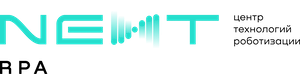 NEXT
RPA
центр
технологий
роботизации